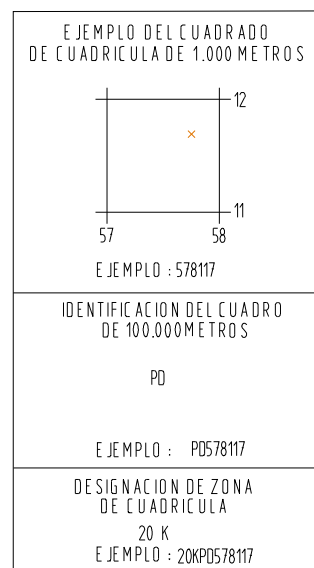 EJEMPLO DEL CUADRADO
DE CUADRICULA DE 1.000 METROS
12
11
57 58
EJEMPLO : 578117
IDENTIFICACION DEL CUADRO
DE 100.000METROS
PD
EJEMPLO : PD578117
DESIGNACION DE ZONA
DE CUADRICULA
20 K
EJEMPLO : 20KPD578117